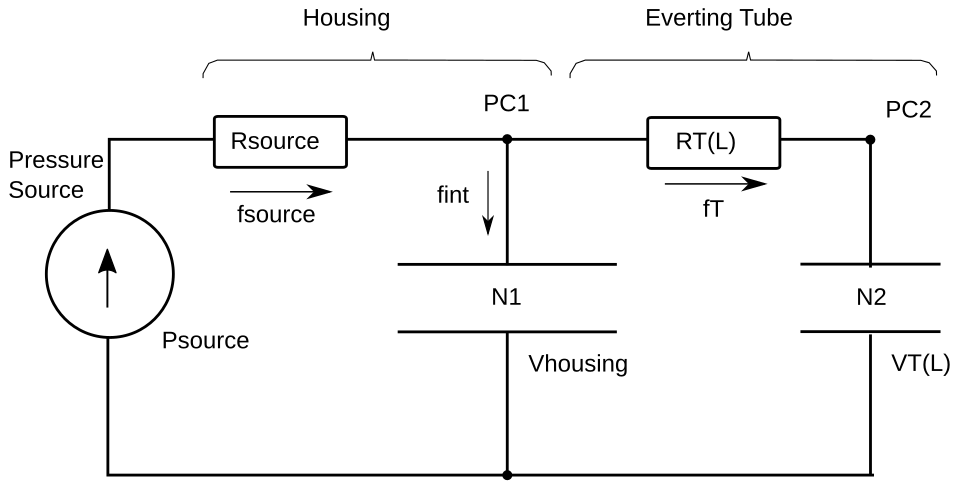 Housing
Everting Tube
PC1
PC2
Pressure
Source
Rsource
RT(L)
fsource
fint
fT
N1
N2
Psource
Vhousing
VT(L)